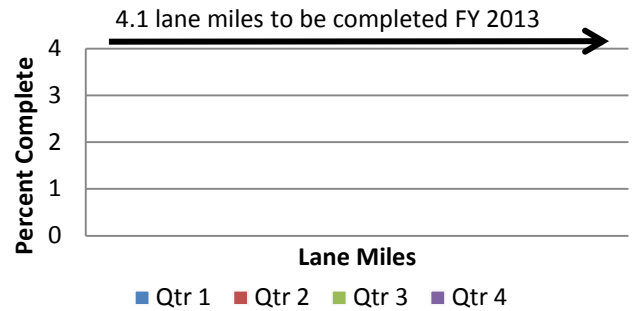 4.1 lane miles to be completed FY 2013
Percent Complete
4
3
2
1
0
Lane Miles
Qtr 1 Qtr 2 Qtr 3 Qtr 4